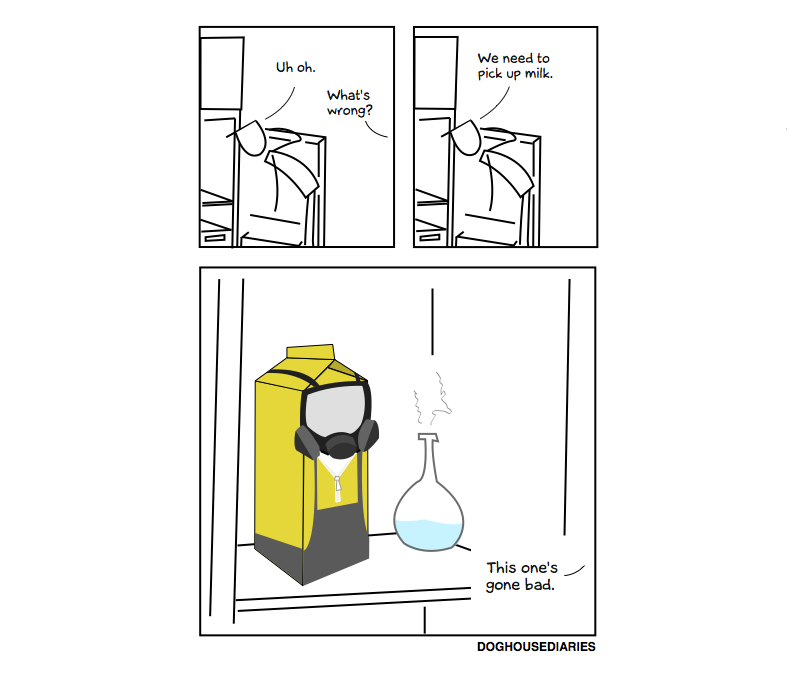 Uh oh.
What's
wrong?
We need to
pick up milk.
This one's
gone bad.
DOGHOUSEDIARIES